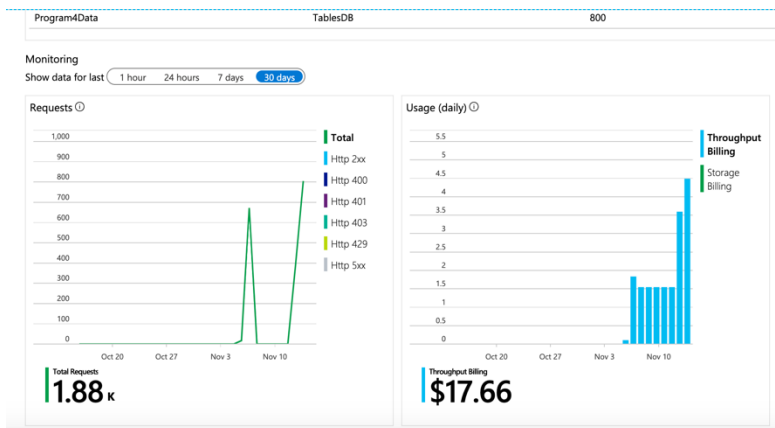 Program4Data TablesDB 800
Monitoring
Show data for last 1 hour 24 hours 7 days 30 days
Requests
1,000
900
800
700
600
500
400
300
200
100
0
Oct 20 Oct 27 Nov 3 Nov 10
Total
Http 2xx
Http 400
Http 401
Http 403
Http 429
Http 5xx
Total Requests
1.88 K
Usage (daily)
5.5
5
4.5
4
3.5
3
2.5
2
1.5
1
0.5
0
Oct 20 Oct 27 Nov 3 Nov 10
Throughput
Billing
Storage
Billing
Throughput Billing
$17.66